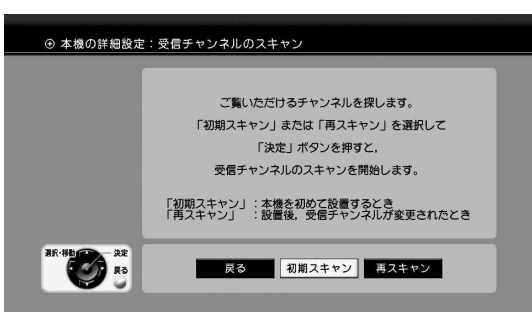 本機の詳細設定：受信チャンネルのスキャン
ご覧いただけるチャンネルを探します。
「初期スキャン」または「再スキャン」を選択して
「決定」ボタンを押すと，
受信チャンネルのスキャンを開始します。
「初期スキャン」：本機を初めて設置するとき
「再スキャン」　：設置後，受信チャンネルが変更されたとき
選択・移動
決定
戻る
戻る
初期スキャン
再スキャン